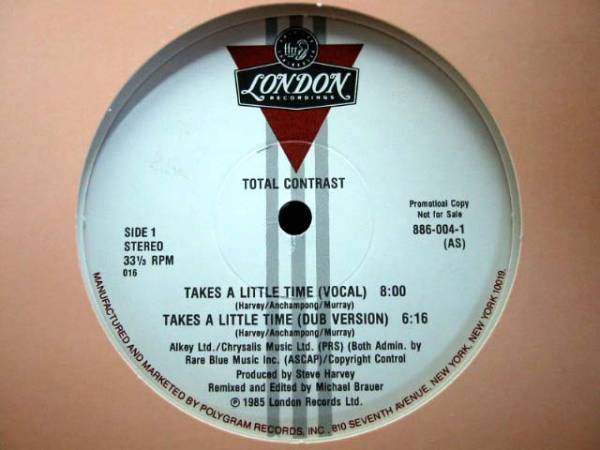 ffrr
LONDON
RECORDINGS
TOTAL CONTRAST
Promotional Copy
Not for Sale
SIDE 1
STEREO
33⅓ RPM
016
886-004-1
(AS)
TAKES A LITTLE TIME (VOCAL) 8:00
(Harvey/Anchampong/Murray)
TAKES A LITTLE TIME (DUB VERSION) 6:16
(Harvey/Anchampong/Murray)
Alkey Ltd./Chrysalis Music Ltd. (PRS) (Both Admin. by
Rare Blue Music Inc. (ASCAP)/Copyright Control
Produced by Steve Harvey
Remixed and Edited by Michael Brauer
℗ 1985 London Records Ltd.
MANUFACTURED AND MARKETED BY POLYGRAM RECORDS, INC., 810 SEVENTH AVENUE, NEW YORK, NEW YORK 10019.